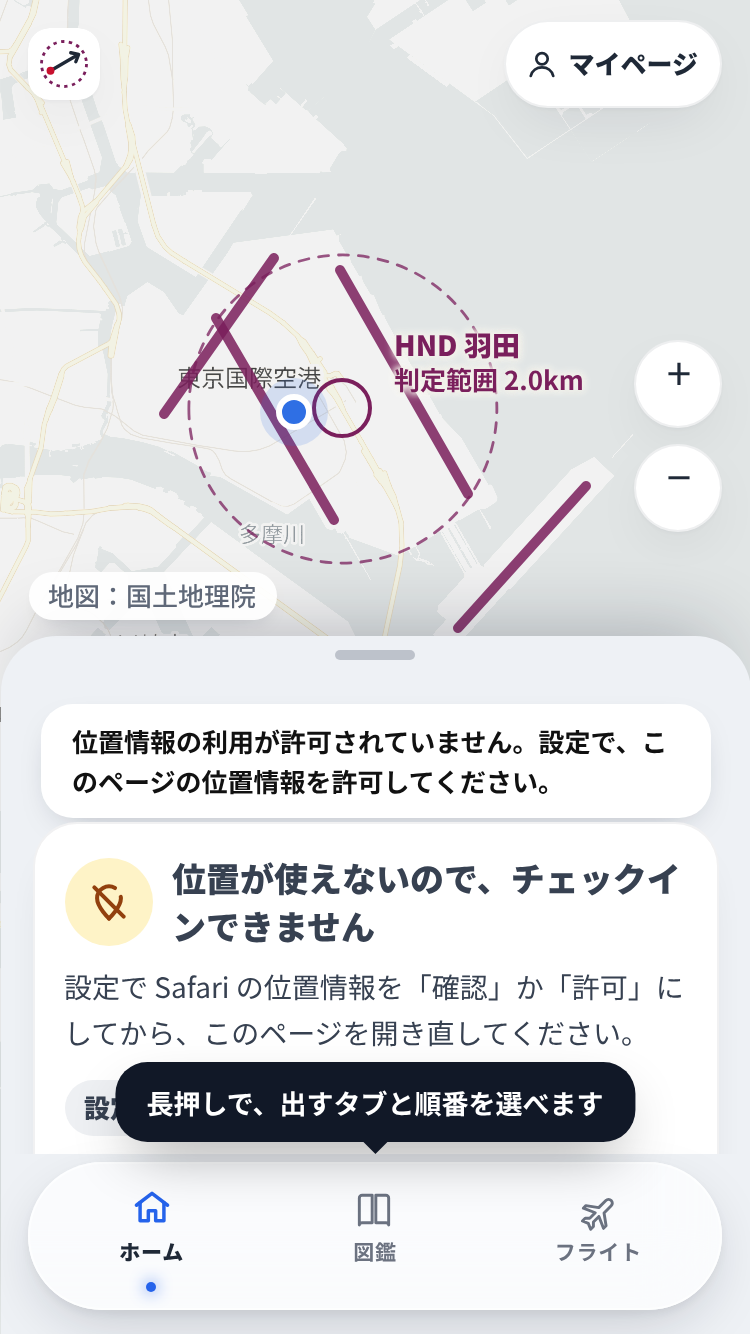 マイページ
HND 羽田
判定範囲 2.0km
東京国際空港
多摩川
地図：国土地理院
位置情報の利用が許可されていません。設定で、こ
のページの位置情報を許可してください。
位置が使えないので、チェックイ
ンできません
設定で Safari の位置情報を「確認」か「許可」に
してから、このページを開き直してください。
長押しで、出すタブと順番を選べます
ホーム
図鑑
フライト